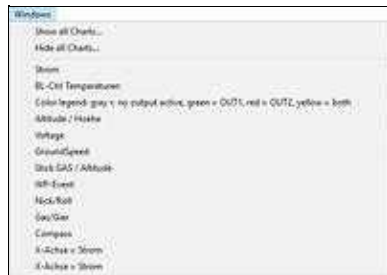 Windows
Show all Charts...
Hide all Charts...
Strom
BL-Ctrl Temperaturen
Color legend: gray = no output active, green = OUT1, red = OUT2, yellow = both
Altitude / Hoehe
Voltage
GroundSpeed
Stick GAS / Altitude
WP-Event
Nick/Roll
Gas/Gier
Compass
X-Achse = Strom
X-Achse = Strom